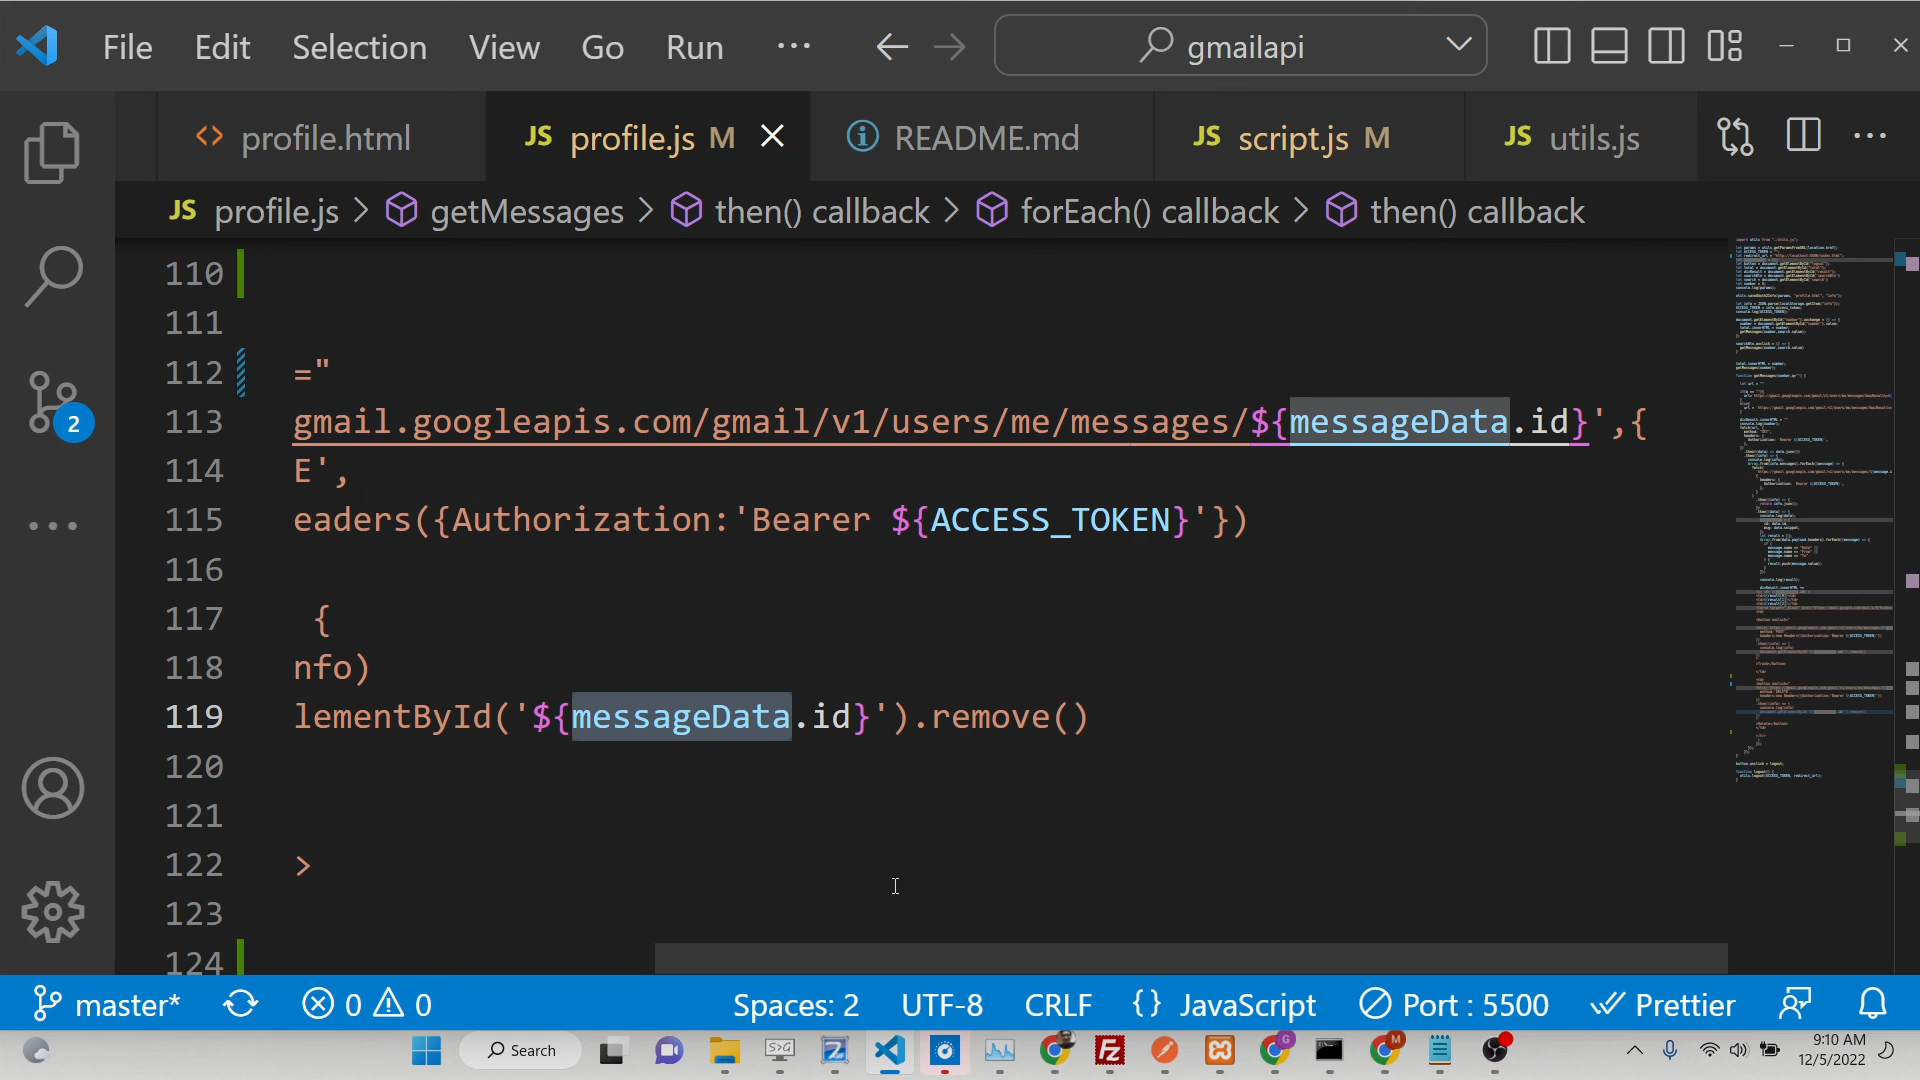 File Edit Selection View Go Run ··· gmailapi
profile.html JS profile.js M README.md JS script.js M JS utils.js
JS profile.js > getMessages > then() callback > forEach() callback > then() callback
110
111
112 ="
113 gmail.googleapis.com/gmail/v1/users/me/messages/${messageData.id}',{
114 E',
115 eaders({Authorization:'Bearer ${ACCESS_TOKEN}'})
116
117 {
118 nfo)
119 lementById('${messageData.id}').remove()
120
121
122 >
123
124
2
master* 0 0 Spaces: 2 UTF-8 CRLF {} JavaScript Port : 5500 Prettier
Search
9:10 AM
12/5/2022